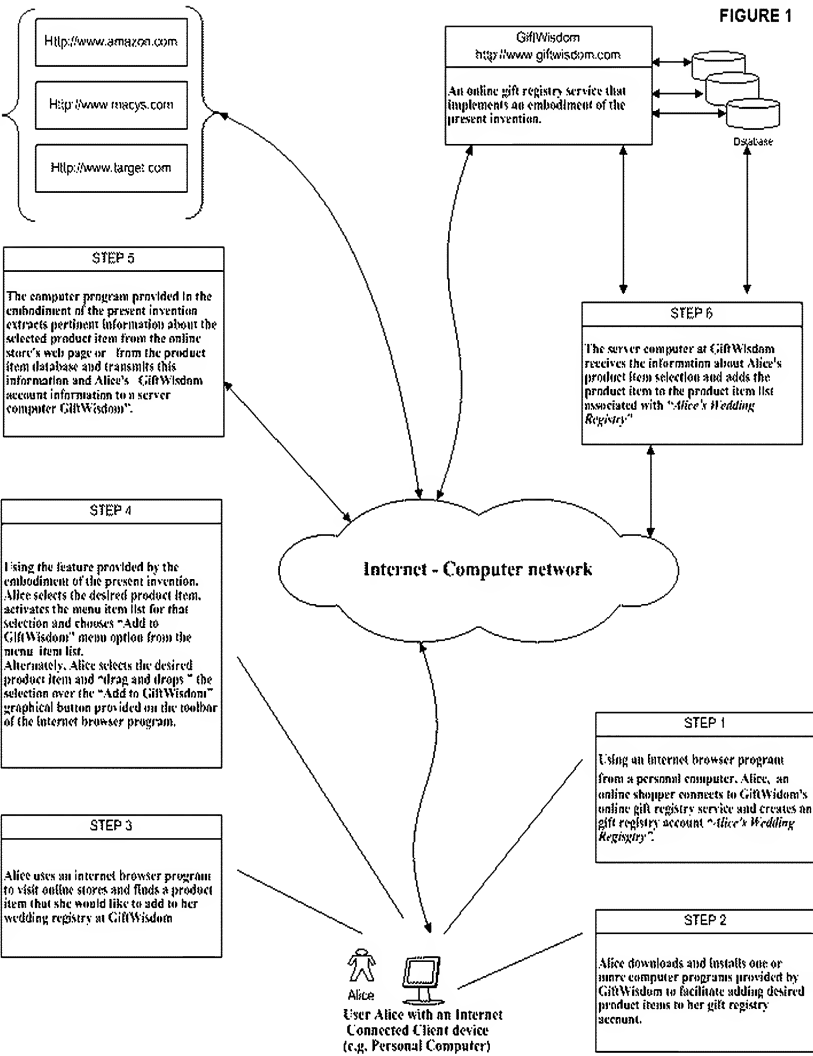 FIGURE 1
Http://www.amazon.com
Http://www.macys.com
Http://www.target.com
GiftWisdom
http://www.giftwisdom.com
An online gift registry service that
implements an embodiment of the
present invention.
Database
STEP 5
The computer program provided in the
embodiment of the present invention
extracts pertinent information about the
selected product item from the online
store's web page or from the product
item database and transmits this
information and Alice's GiftWisdom
account information to a server
computer GiftWisdom".
STEP 6
The server computer at GiftWisdom
receives the information about Alice's
product item selection and adds the
product item to the product item list
associated with "Alice's Wedding
Registry"
STEP 4
Using the feature provided by the
embodiment of the present invention,
Alice selects the desired product item,
activates the menu item list for that
selection and chooses "Add to
GiftWisdom" menu option from the
menu item list.
Alternately, Alice selects the desired
product item and "drag and drops " the
selection over the "Add to GiftWisdom"
graphical button provided on the toolbar
of the Internet browser program.
Internet - Computer network
STEP 1
Using an Internet browser program
from a personal computer, Alice, an
online shopper connects to GiftWidom's
online gift registry service and creates an
gift registry account "Alice's Wedding
Regisgtry".
STEP 3
Alice uses an internet browser program
to visit online stores and finds a product
item that she would like to add to her
wedding registry at GiftWisdom
STEP 2
Alice downloads and installs one or
more computer programs provided by
GiftWisdom to facilitate adding desired
product items to her gift registry
account.
Alice
User Alice with an Internet
Connected Client device
(e.g. Personal Computer)